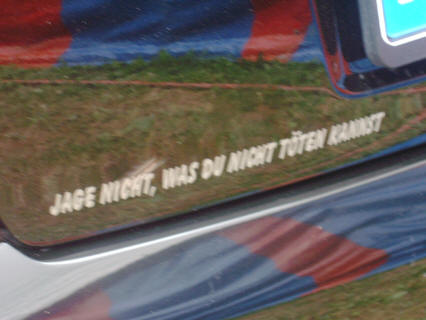 JAGE NICHT, WAS DU NICHT TÖTEN KANNST